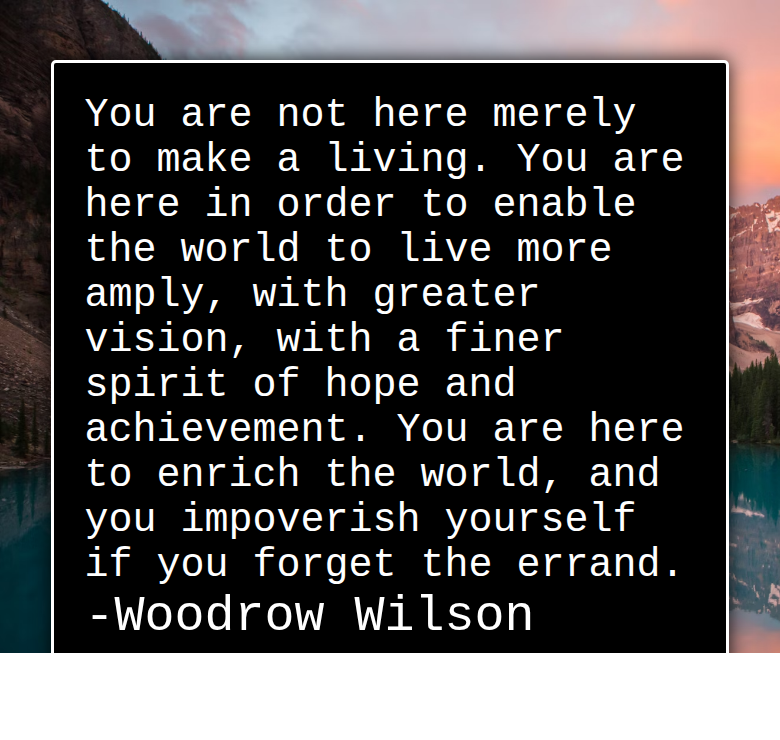 You are not here merely
to make a living. You are
here in order to enable
the world to live more
amply, with greater
vision, with a finer
spirit of hope and
achievement. You are here
to enrich the world, and
you impoverish yourself
if you forget the errand.
-Woodrow Wilson